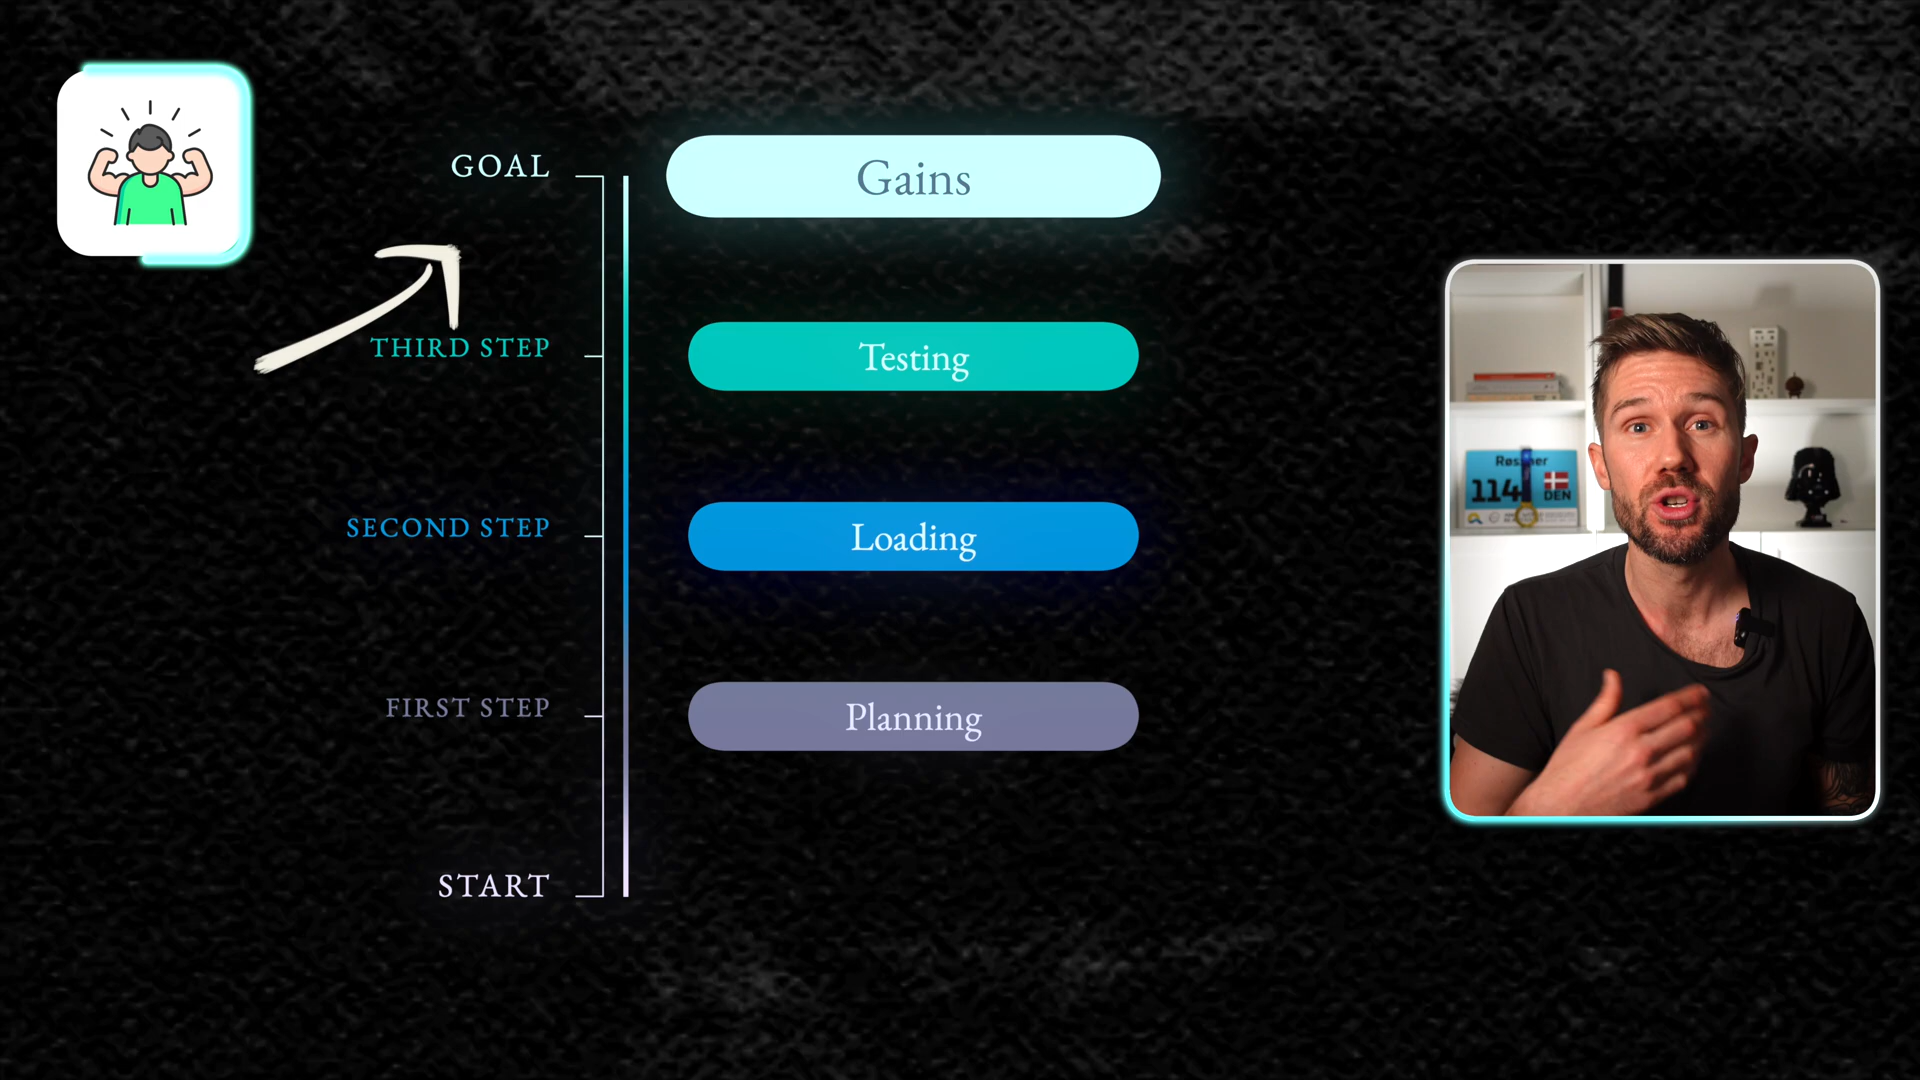 GOAL
Gains
THIRD STEP
Testing
SECOND STEP
Loading
FIRST STEP
Planning
START
114
DEN